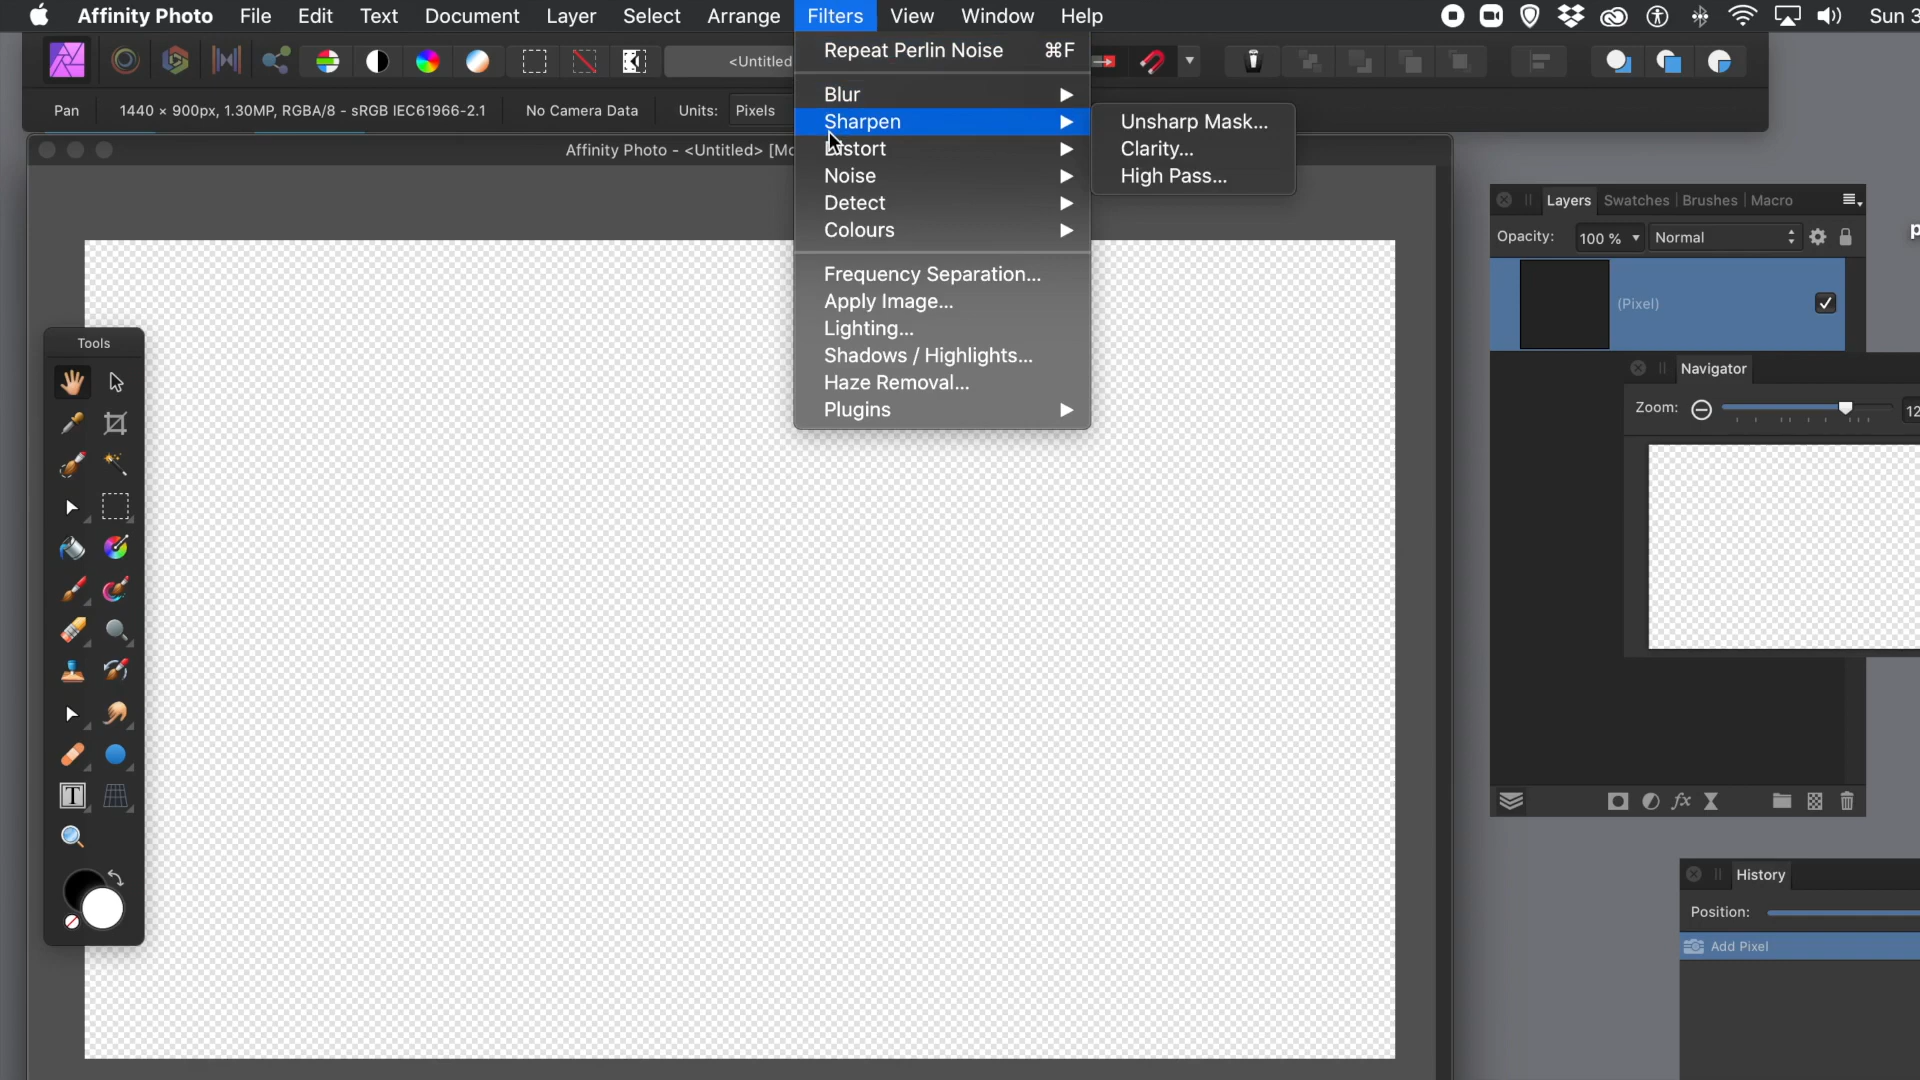 Affinity Photo File Edit Text Document Layer Select Arrange Filters View Window Help Sun 3
<Untitled
Pan 1440 × 900px, 1.30MP, RGBA/8 - sRGB IEC61966-2.1 No Camera Data Units: Pixels
Affinity Photo - <Untitled> [Mo
Repeat Perlin Noise ⌘F
Blur
Sharpen
Distort
Noise
Detect
Colours
Frequency Separation...
Apply Image...
Lighting...
Shadows / Highlights...
Haze Removal...
Plugins
Unsharp Mask...
Clarity...
High Pass...
Tools
T
Layers Swatches Brushes Macro
Opacity: 100 % Normal
(Pixel)
fx
Navigator
Zoom: 12
History
Position:
Add Pixel
p